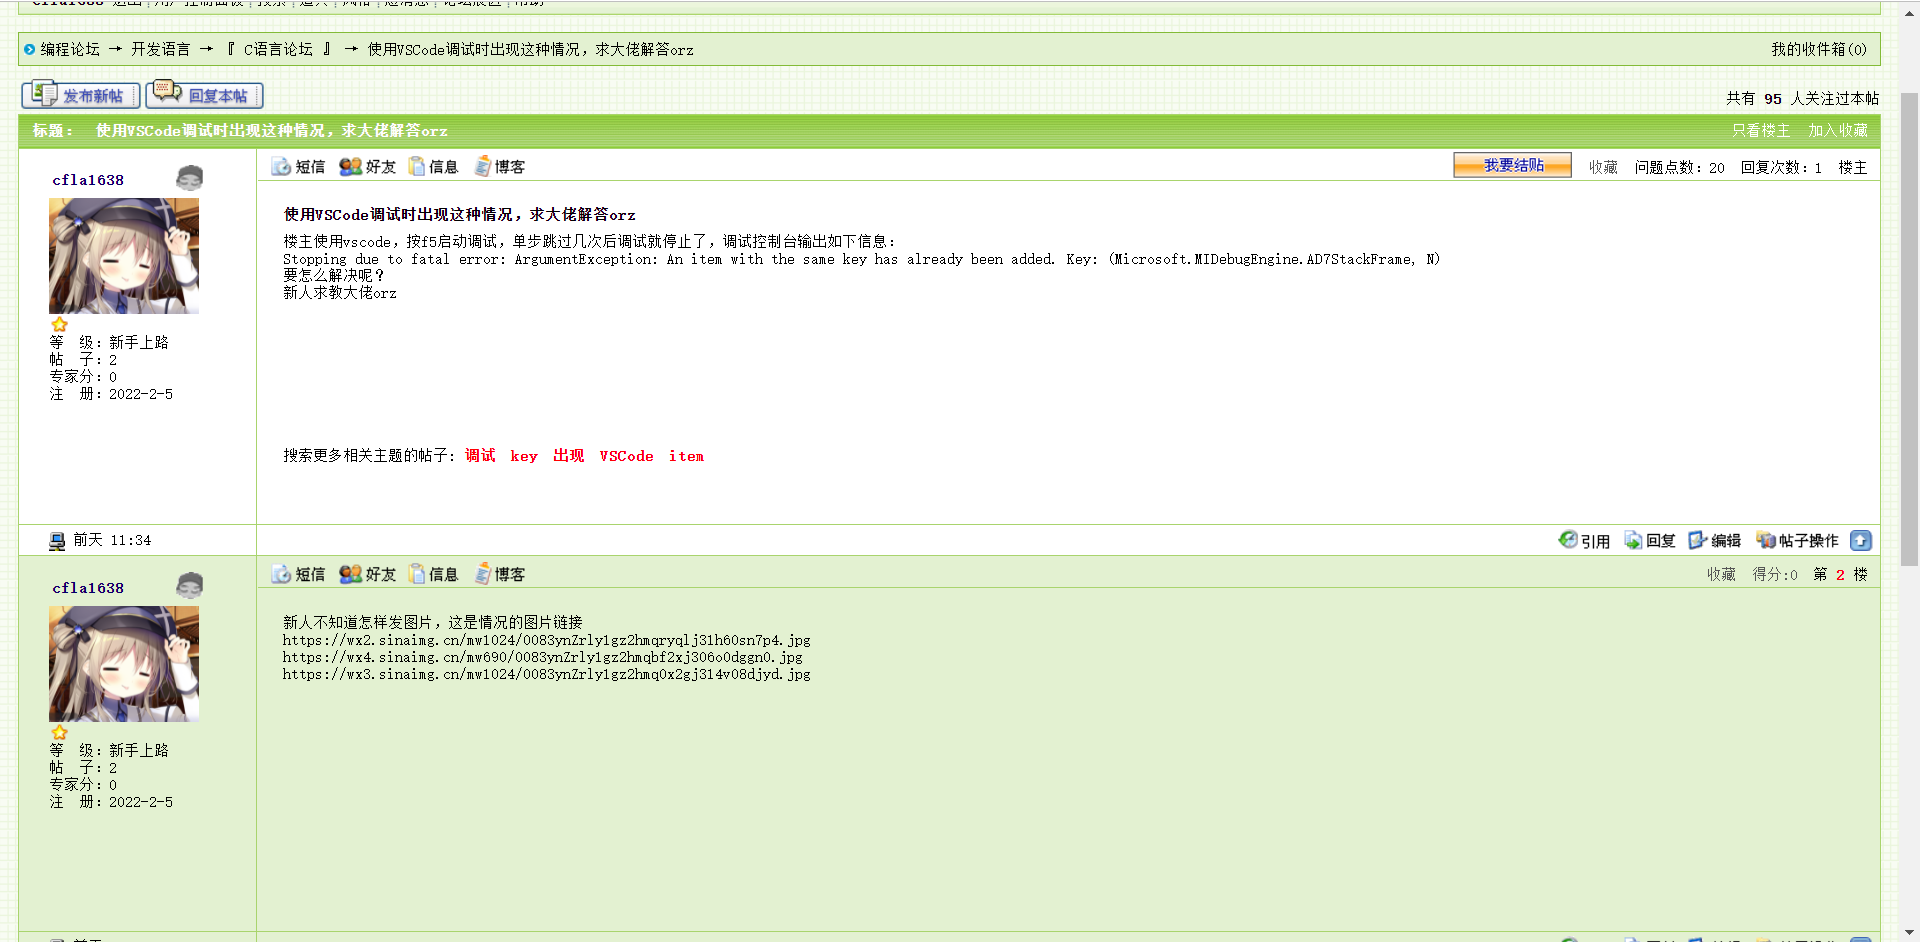 编程论坛 → 开发语言 → 『 C语言论坛 』 → 使用VSCode调试时出现这种情况，求大佬解答orz
我的收件箱(0)
发布新帖 回复本帖
共有 95 人关注过本帖
标题： 使用VSCode调试时出现这种情况，求大佬解答orz
只看楼主 加入收藏
cfla1638
短信 好友 信息 博客
我要结贴 收藏 问题点数：20 回复次数：1 楼主
使用VSCode调试时出现这种情况，求大佬解答orz
楼主使用vscode，按f5启动调试，单步跳过几次后调试就停止了，调试控制台输出如下信息：
Stopping due to fatal error: ArgumentException: An item with the same key has already been added. Key: (Microsoft.MIDebugEngine.AD7StackFrame, N)
要怎么解决呢？
新人求教大佬orz
等 级：新手上路
帖 子：2
专家分：0
注 册：2022-2-5
搜索更多相关主题的帖子: 调试 key 出现 VSCode item
前天 11:34
引用 回复 编辑 帖子操作
cfla1638
短信 好友 信息 博客
收藏 得分:0 第 2 楼
新人不知道怎样发图片，这是情况的图片链接
https://wx2.sinaimg.cn/mw1024/0083ynZrly1gz2hmqryqlj31h60sn7p4.jpg
https://wx4.sinaimg.cn/mw690/0083ynZrly1gz2hmqbf2xj306o0dggn0.jpg
https://wx3.sinaimg.cn/mw1024/0083ynZrly1gz2hmq0x2gj314v08djyd.jpg
等 级：新手上路
帖 子：2
专家分：0
注 册：2022-2-5